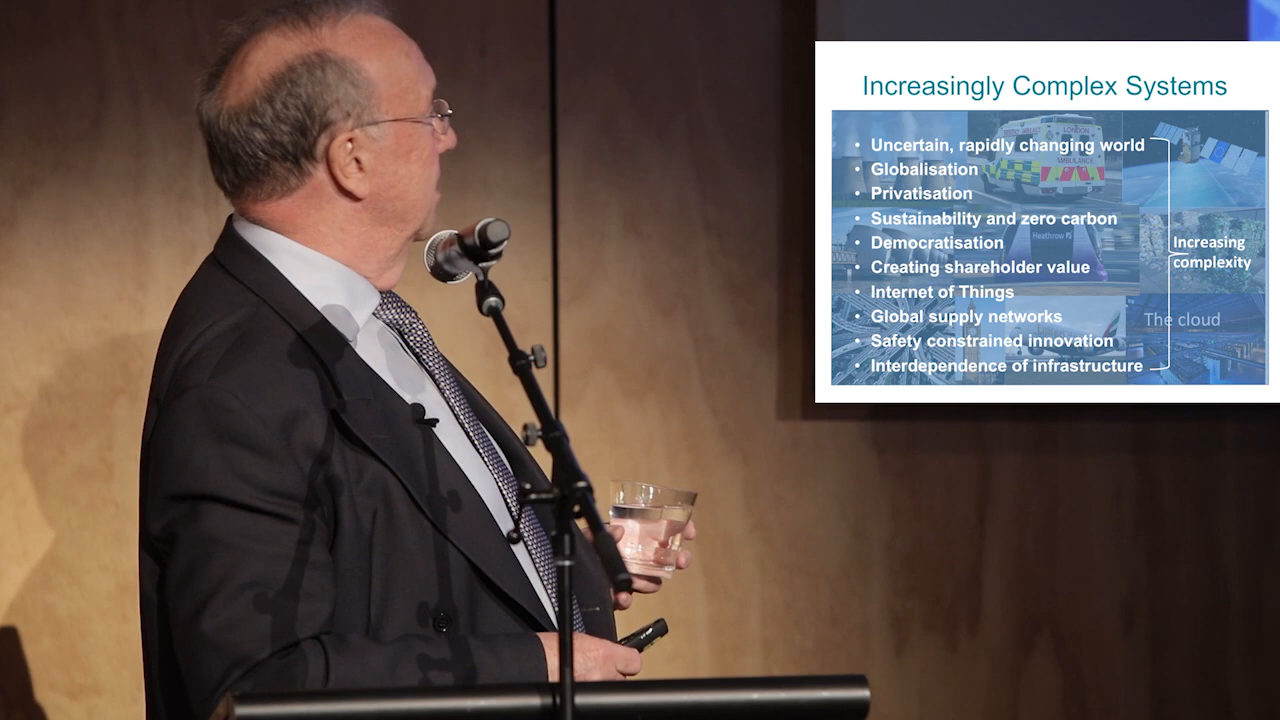 Increasingly Complex Systems
• Uncertain, rapidly changing world
• Globalisation
• Privatisation
• Sustainability and zero carbon
• Democratisation
• Creating shareholder value
• Internet of Things
• Global supply networks
• Safety constrained innovation
• Interdependence of infrastructure
Increasing
complexity
The cloud
LONDON
AMBULANCE
Heathrow